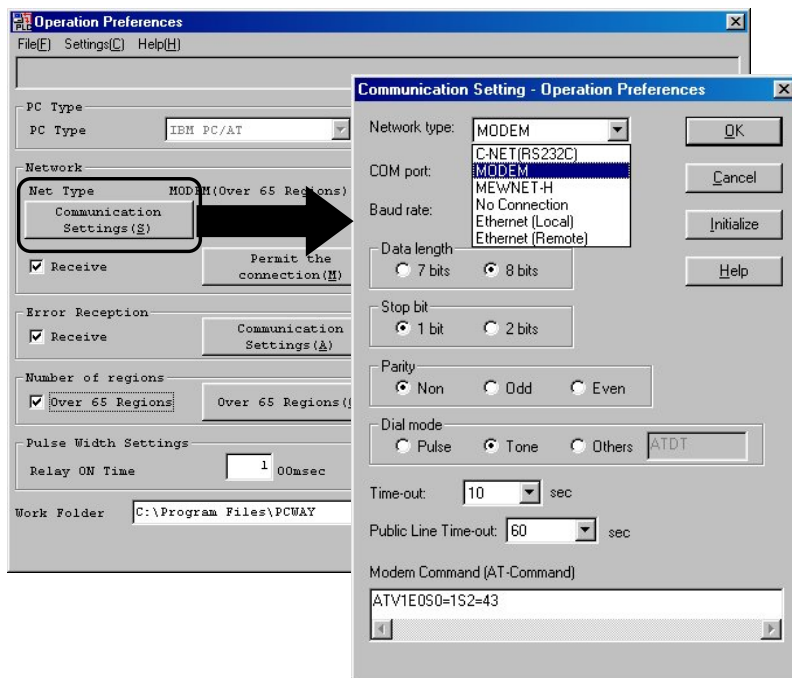 Operation Preferences
File(F) Settings(C) Help(H)
PC Type
PC Type IBM PC/AT
Network
Net Type MODEM(Over 65 Regions)
Communication
Settings(S)
Receive
Permit the
connection(M)
Error Reception
Receive
Communication
Settings(A)
Number of regions
Over 65 Regions
Over 65 Regions(
Pulse Width Settings
Relay ON Time 1 00msec
Work Folder C:\Program Files\PCWAY
Communication Setting - Operation Preferences
Network type: MODEM
C-NET(RS232C)
MODEM
MEWNET-H
No Connection
Ethernet (Local)
Ethernet (Remote)
COM port:
Baud rate:
OK
Cancel
Initialize
Help
Data length
7 bits 8 bits
Stop bit
1 bit 2 bits
Parity
Non Odd Even
Dial mode
Pulse Tone Others ATDT
Time-out: 10 sec
Public Line Time-out: 60 sec
Modem Command (AT-Command)
ATV1E0S0=1S2=43